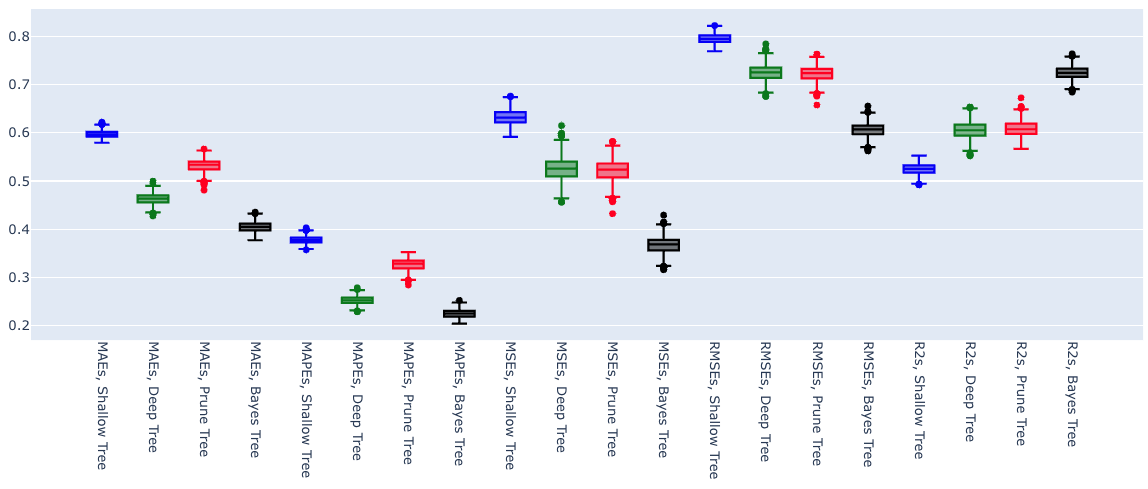 0.8
0.7
0.6
0.5
0.4
0.3
0.2
MAEs, Shallow Tree
MAEs, Deep Tree
MAEs, Prune Tree
MAEs, Bayes Tree
MAPEs, Shallow Tree
MAPEs, Deep Tree
MAPEs, Prune Tree
MAPEs, Bayes Tree
MSEs, Shallow Tree
MSEs, Deep Tree
MSEs, Prune Tree
MSEs, Bayes Tree
RMSEs, Shallow Tree
RMSEs, Deep Tree
RMSEs, Prune Tree
RMSEs, Bayes Tree
R2s, Shallow Tree
R2s, Deep Tree
R2s, Prune Tree
R2s, Bayes Tree